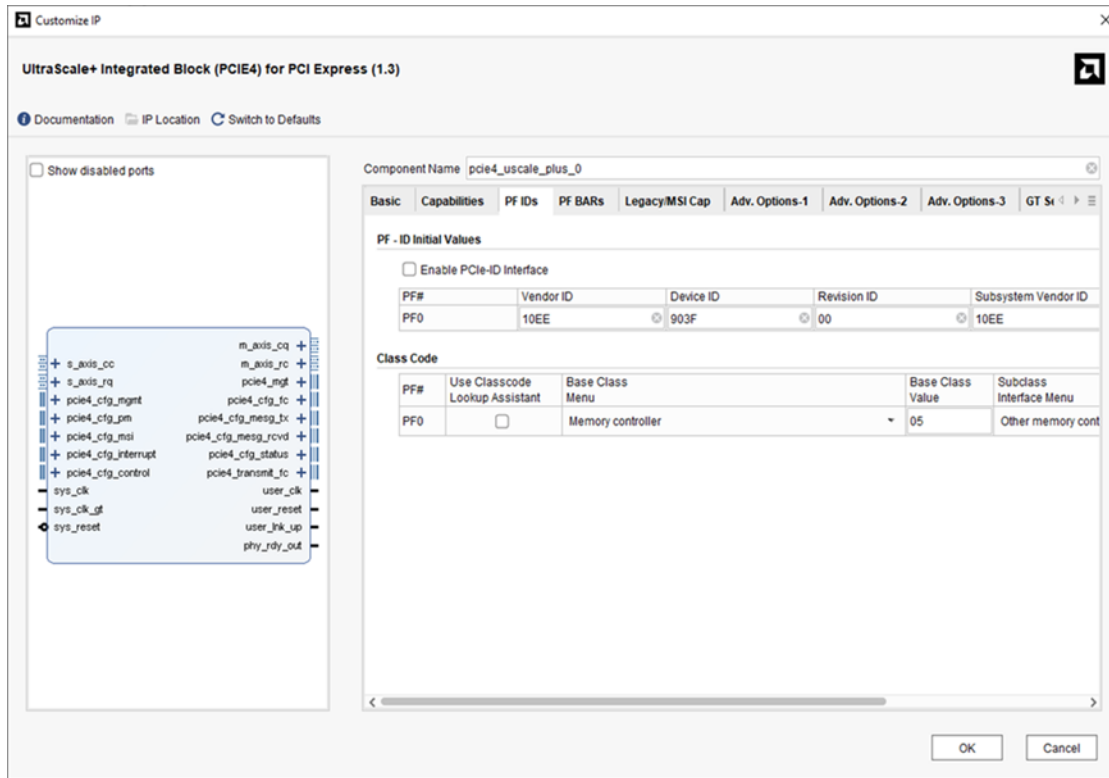 Customize IP
UltraScale+ Integrated Block (PCIE4) for PCI Express (1.3)
Documentation IP Location Switch to Defaults
Show disabled ports
s_axis_cc
s_axis_rq
pcie4_cfg_mgmt
pcie4_cfg_pm
pcie4_cfg_msi
pcie4_cfg_interrupt
pcie4_cfg_control
sys_clk
sys_clk_gt
sys_reset
m_axis_cq
m_axis_rc
pcie4_mgt
pcie4_cfg_fc
pcie4_cfg_mesg_tx
pcie4_cfg_mesg_rcvd
pcie4_cfg_status
pcie4_transmit_fc
user_clk
user_reset
user_lnk_up
phy_rdy_out
Component Name pcie4_uscale_plus_0
Basic Capabilities PF IDs PF BARs Legacy/MSI Cap Adv. Options-1 Adv. Options-2 Adv. Options-3 GT
PF - ID Initial Values
Enable PCIe-ID Interface
PF# Vendor ID Device ID Revision ID Subsystem Vendor ID
PF0 10EE 903F 00 10EE
Class Code
PF# Use Classcode Lookup Assistant Base Class Menu Base Class Value Subclass Interface Menu
PF0 Memory controller 05 Other memory cont
OK Cancel